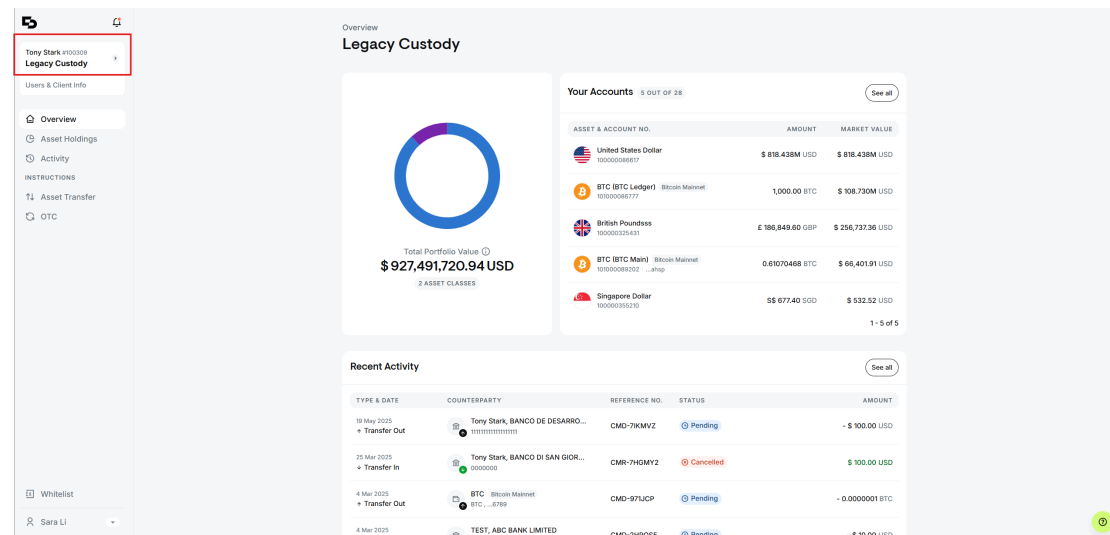 Tony Stark #100309
Legacy Custody
Users & Client Info
Overview
Asset Holdings
Activity
INSTRUCTIONS
Asset Transfer
OTC
Whitelist
Sara Li
Overview
Legacy Custody
Total Portfolio Value
$ 927,491,720.94 USD
2 ASSET CLASSES
Your Accounts 5 OUT OF 28 See all
ASSET & ACCOUNT NO. AMOUNT MARKET VALUE
United States Dollar $ 818.438M USD $ 818.438M USD
10000086617
BTC (BTC Ledger) Bitcoin Mainnet 1,000.00 BTC $ 108.730M USD
101000086777
British Poundsss £ 186,849.60 GBP $ 256,737.36 USD
100000325431
BTC (BTC Main) Bitcoin Mainnet 0.61070468 BTC $ 66,401.91 USD
101000089202 ...ahsp
Singapore Dollar S$ 677.40 SGD $ 532.52 USD
100000355210
1 - 5 of 5
Recent Activity See all
TYPE & DATE COUNTERPARTY REFERENCE NO. STATUS AMOUNT
19 May 2025 Tony Stark, BANCO DE DESARRO... CMD-7IKMVZ Pending - $ 100.00 USD
Transfer Out
25 Mar 2025 Tony Stark, BANCO DI SAN GIOR... CMR-7HGMY2 Cancelled $ 100.00 USD
Transfer In 0000000
4 Mar 2025 BTC Bitcoin Mainnet CMD-971JCP Pending - 0.0000001 BTC
Transfer Out BTC , ...6789
4 Mar 2025 TEST, ABC BANK LIMITED
Pending - $ 10.00 USD